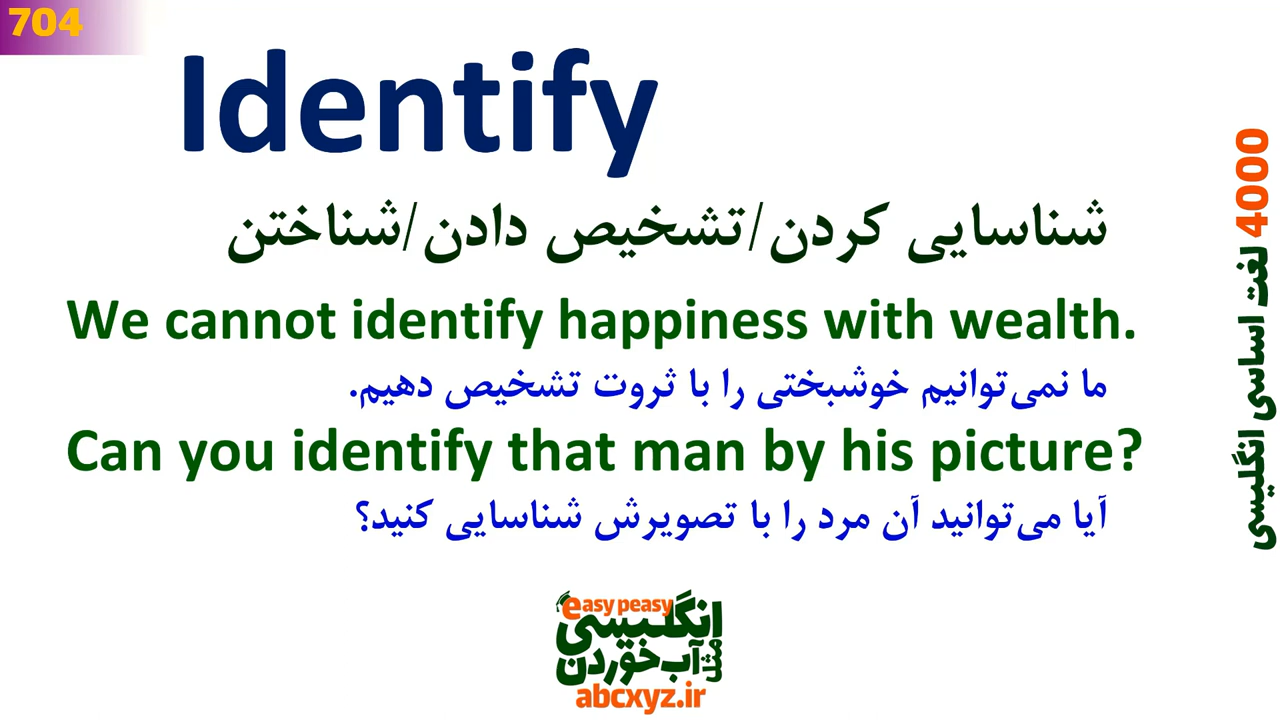 704
Identify
شناسایی کردن/تشخیص دادن/شناختن
We cannot identify happiness with wealth.
ما نمی‌توانیم خوشبختی را با ثروت تشخیص دهیم.
Can you identify that man by his picture?
آیا می‌توانید آن مرد را با تصویرش شناسایی کنید؟
4000 لغت اساسی انگلیسی
easy peasy
انگلیسی
مثل آب خوردن
abcxyz.ir